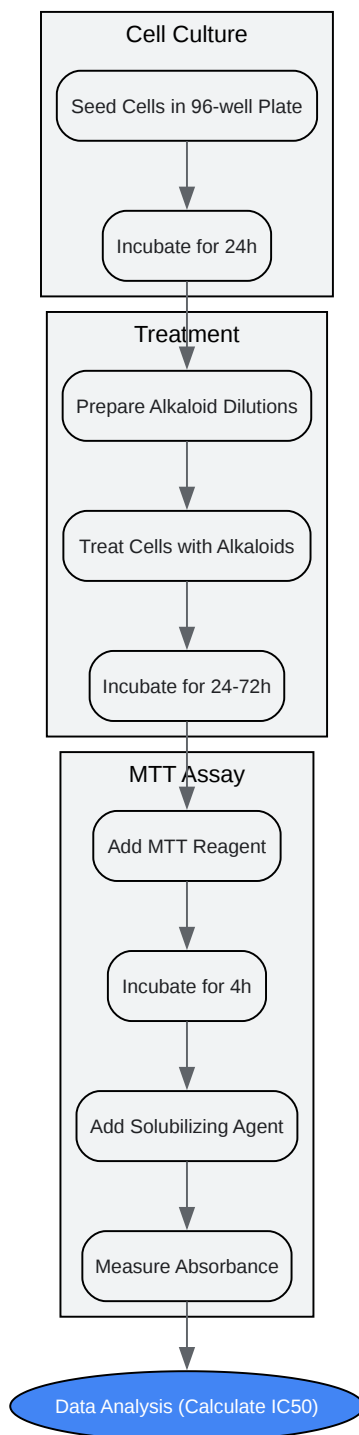 Cell Culture
Seed Cells in 96-well Plate
Incubate for 24h
Treatment
Prepare Alkaloid Dilutions
Treat Cells with Alkaloids
Incubate for 24-72h
MTT Assay
Add MTT Reagent
Incubate for 4h
Add Solubilizing Agent
Measure Absorbance
Data Analysis (Calculate IC50)